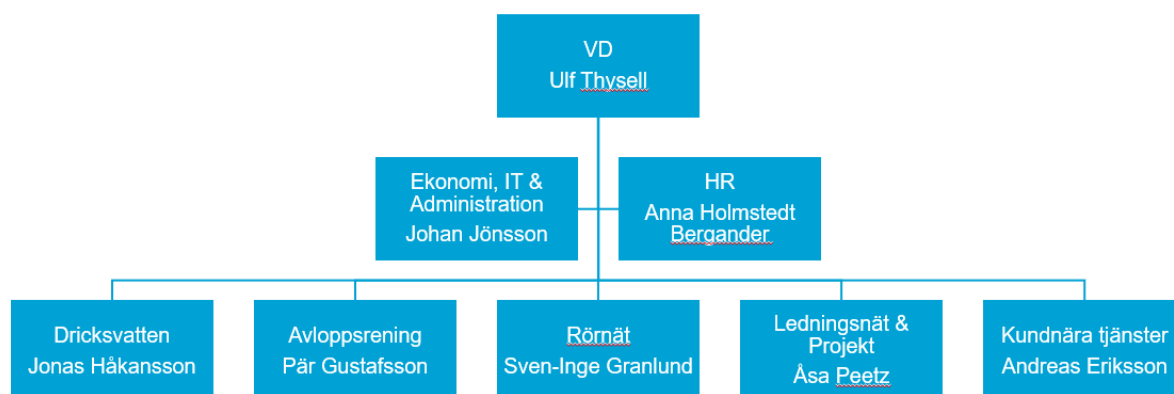 VD
Ulf Thysell
Ekonomi, IT &
Administration
Johan Jönsson
HR
Anna Holmstedt
Bergander
Dricksvatten
Jonas Håkansson
Avloppsrening
Pär Gustafsson
Rörnät
Sven-Inge Granlund
Ledningsnät &
Projekt
Åsa Peetz
Kundnära tjänster
Andreas Eriksson